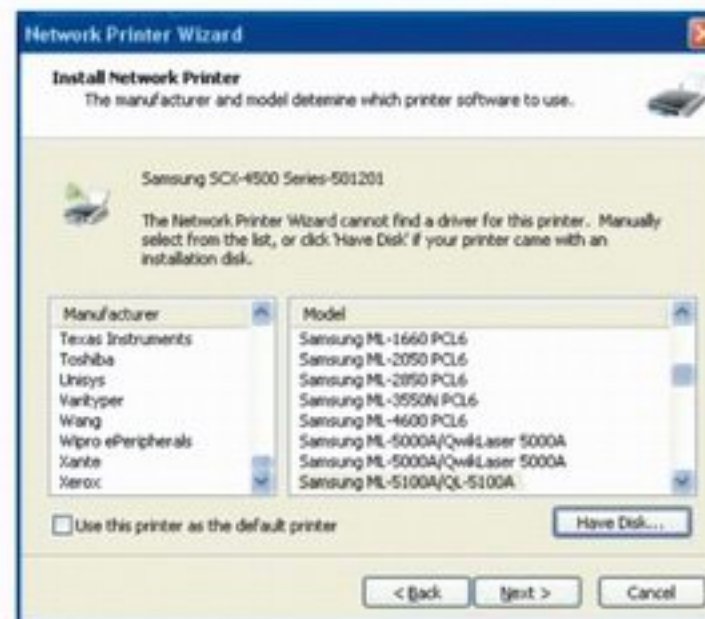 Network Printer Wizard
Install Network Printer
The manufacturer and model detemine which printer software to use.
Samsung SCX-4500 Series-501201
The Network Printer Wizard cannot find a driver for this printer. Manually
select from the list, or click 'Have Disk' if your printer came with an
installation disk.
Manufacturer
Texas Instruments
Toshiba
Unisys
Varityper
Wang
Wipro ePeripherals
Xante
Xerox
Model
Samsung ML-1660 PCL6
Samsung ML-2050 PCL6
Samsung ML-2850 PCL6
Samsung ML-3550N PCL6
Samsung ML-4600 PCL6
Samsung ML-5000A/QwikLaser 5000A
Samsung ML-5000A/QwikLaser 5000A
Samsung ML-5100A/QL-5100A
Use this printer as the default printer
Have Disk...
< Back
Next >
Cancel